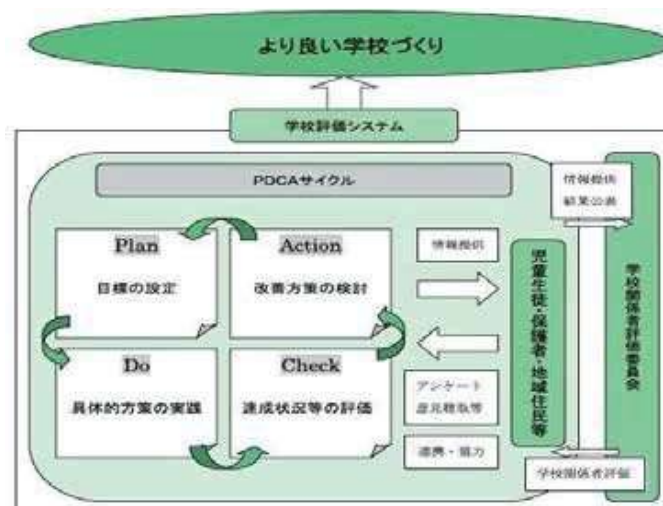 より良い学校づくり
学校評価システム
PDCAサイクル
情報提供
結果公表
Plan
目標の設定
Action
改善方策の検討
情報提供
児童生徒・保護者・地域住民等
学校関係者評価委員会
Do
具体的方策の実践
Check
達成状況等の評価
アンケート
意見聴取等
連携・協力
学校関係者評価